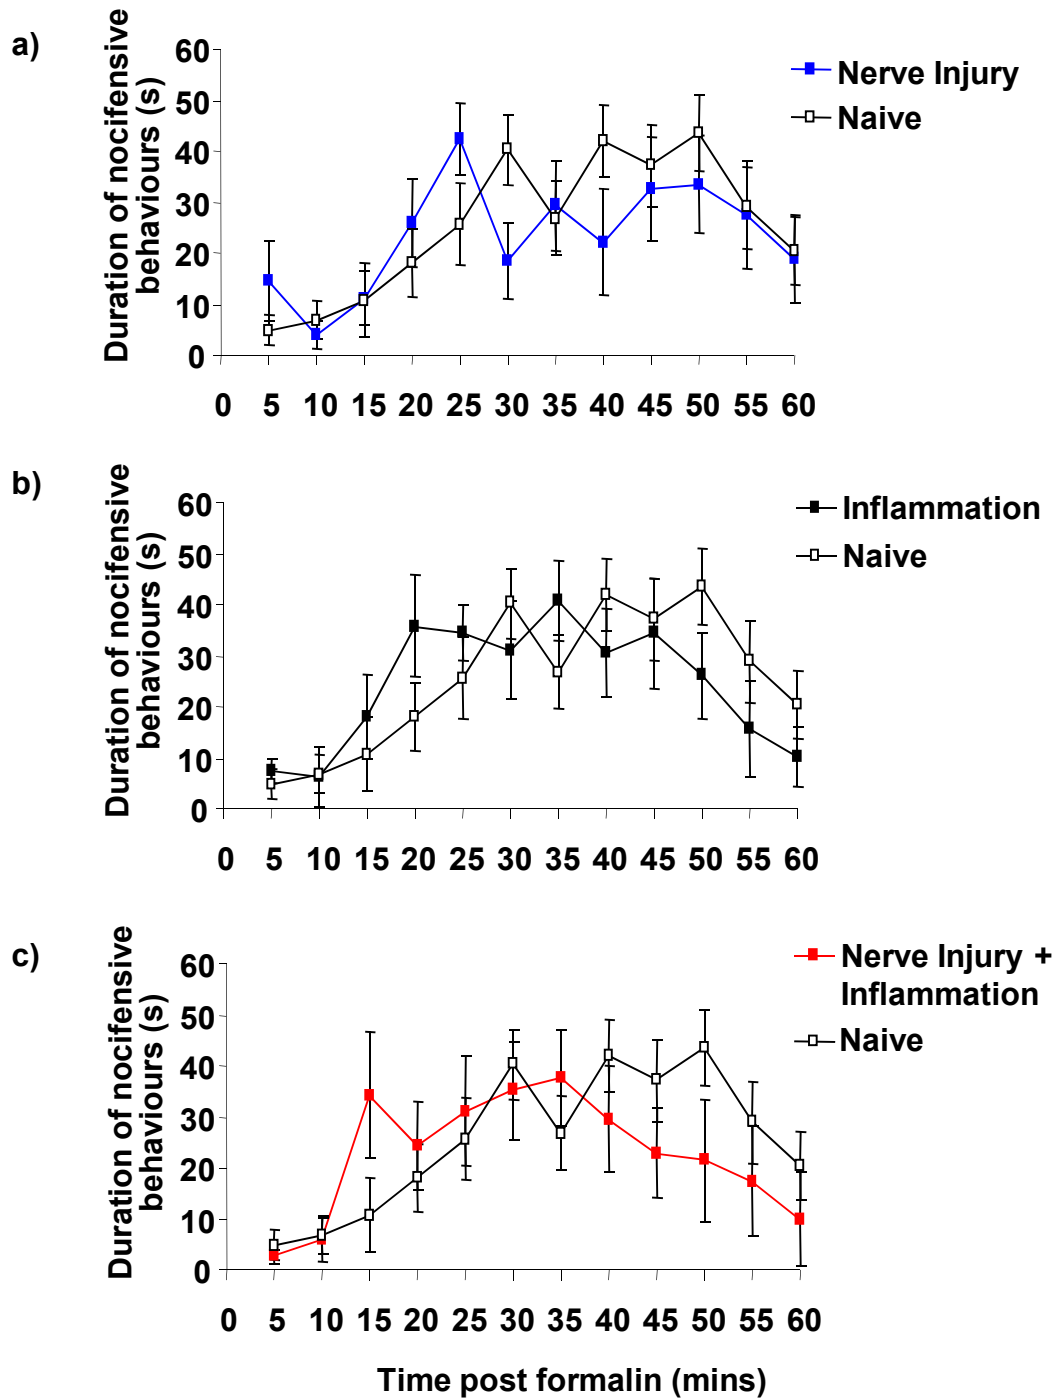 a)
Duration of nocifensive
behaviours (s)
60
50
40
30
20
10
0
0 5 10 15 20 25 30 35 40 45 50 55 60
Nerve Injury
Naive
b)
Duration of nocifensive
behaviours (s)
60
50
40
30
20
10
0
0 5 10 15 20 25 30 35 40 45 50 55 60
Inflammation
Naive
c)
Duration of nocifensive
behaviours (s)
60
50
40
30
20
10
0
0 5 10 15 20 25 30 35 40 45 50 55 60
Nerve Injury +
Inflammation
Naive
Time post formalin (mins)